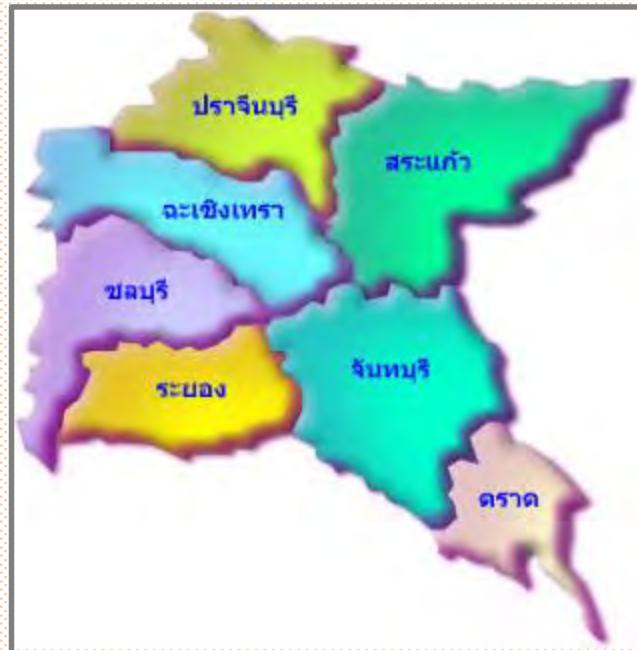 ปราจีนบุรี
สระแก้ว
ฉะเชิงเทรา
ชลบุรี
ระยอง
จันทบุรี
ตราด